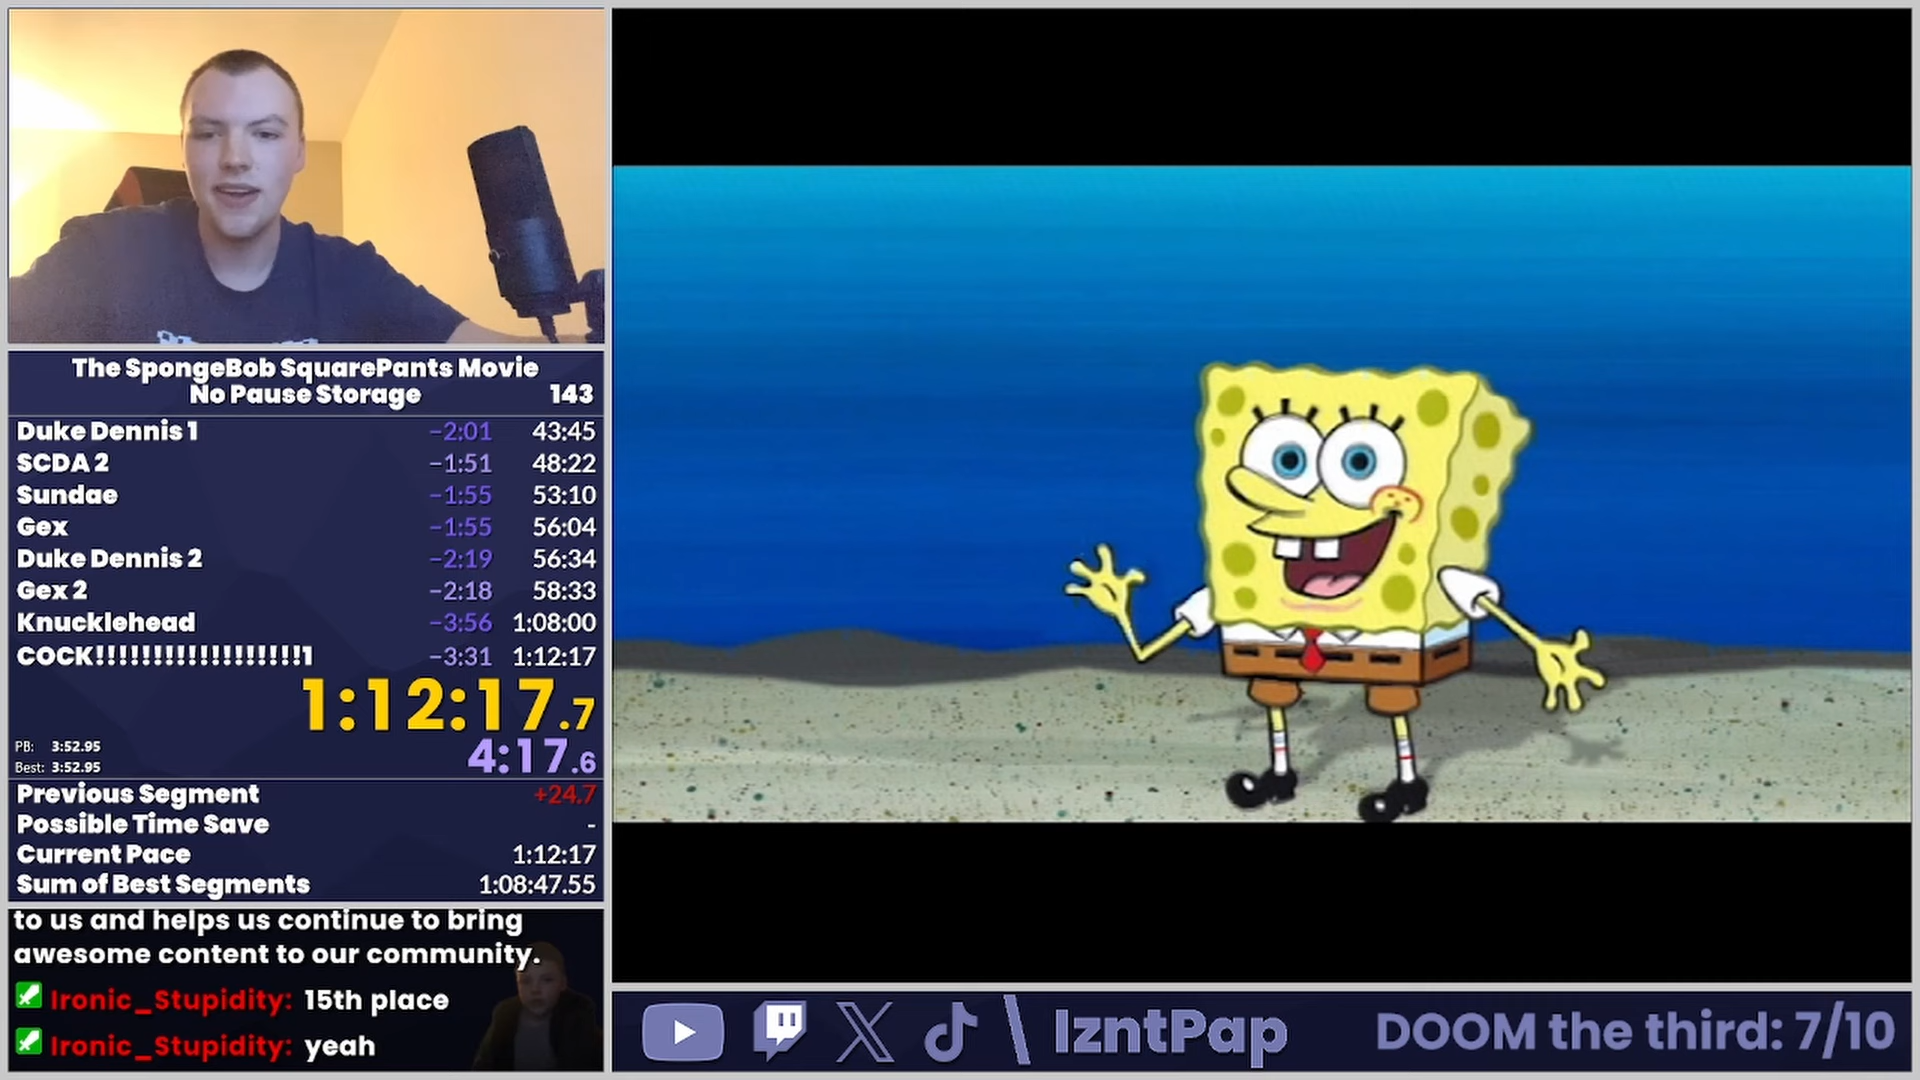 The SpongeBob SquarePants Movie
No Pause Storage 143
Duke Dennis 1 −2:01 43:45
SCDA 2 −1:51 48:22
Sundae −1:55 53:10
Gex −1:55 56:04
Duke Dennis 2 −2:19 56:34
Gex 2 −2:18 58:33
Knucklehead −3:56 1:08:00
COCK!!!!!!!!!!!!!!!!!!1 −3:31 1:12:17
1:12:17.7
PB: 3:52.95
Best: 3:52.95
4:17.6
Previous Segment +24.7
Possible Time Save -
Current Pace 1:12:17
Sum of Best Segments 1:08:47.55
to us and helps us continue to bring
awesome content to our community.
Ironic_Stupidity: 15th place
Ironic_Stupidity: yeah
\ IzntPap DOOM the third: 7/10